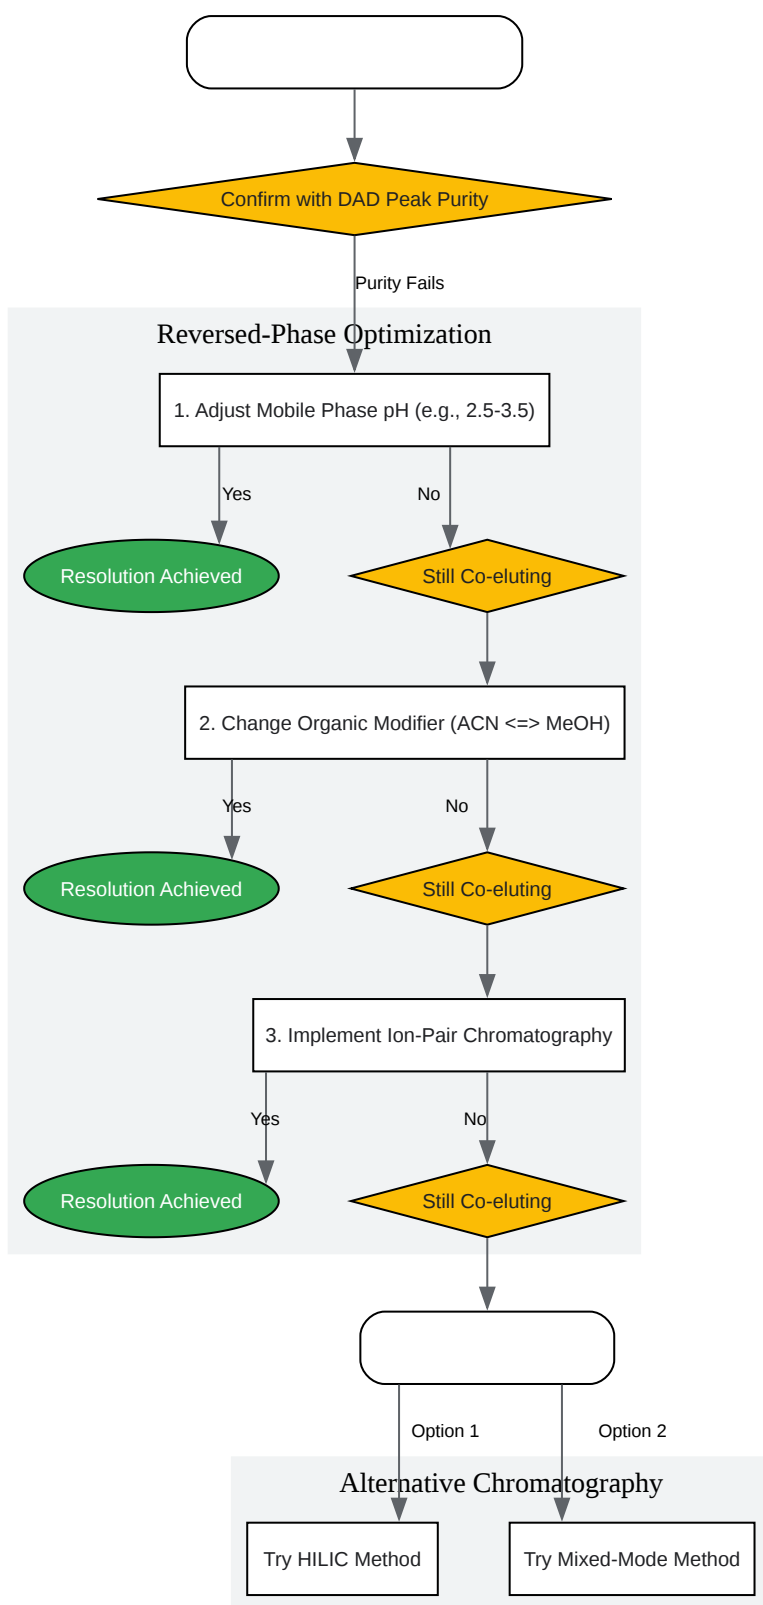 Confirm with DAD Peak Purity
Purity Fails
Reversed-Phase Optimization
1. Adjust Mobile Phase pH (e.g., 2.5-3.5)
Yes
No
Resolution Achieved
Still Co-eluting
2. Change Organic Modifier (ACN <=> MeOH)
Yes
No
Resolution Achieved
Still Co-eluting
3. Implement Ion-Pair Chromatography
Yes
No
Resolution Achieved
Still Co-eluting
Option 1
Option 2
Alternative Chromatography
Try HILIC Method
Try Mixed-Mode Method